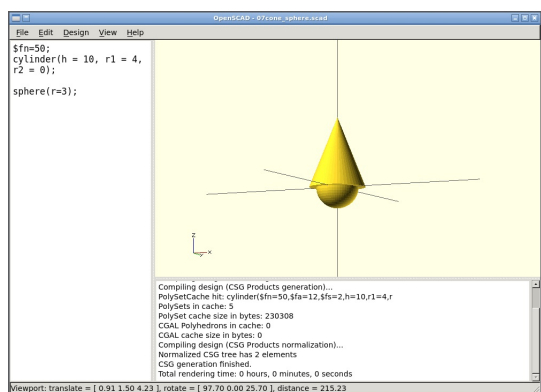 OpenSCAD - 07cone_sphere.scad
File Edit Design View Help
$fn=50;
cylinder(h = 10, r1 = 4,
r2 = 0);
sphere(r=3);
z
x
Compiling design (CSG Products generation)...
PolySetCache hit: cylinder($fn=50,$fa=12,$fs=2,h=10,r1=4,r
PolySets in cache: 5
PolySet cache size in bytes: 230308
CGAL Polyhedrons in cache: 0
CGAL cache size in bytes: 0
Compiling design (CSG Products normalization)...
Normalized CSG tree has 2 elements
CSG generation finished.
Total rendering time: 0 hours, 0 minutes, 0 seconds
Viewport: translate = [ 0.91 1.50 4.23 ], rotate = [ 97.70 0.00 25.70 ], distance = 215.23